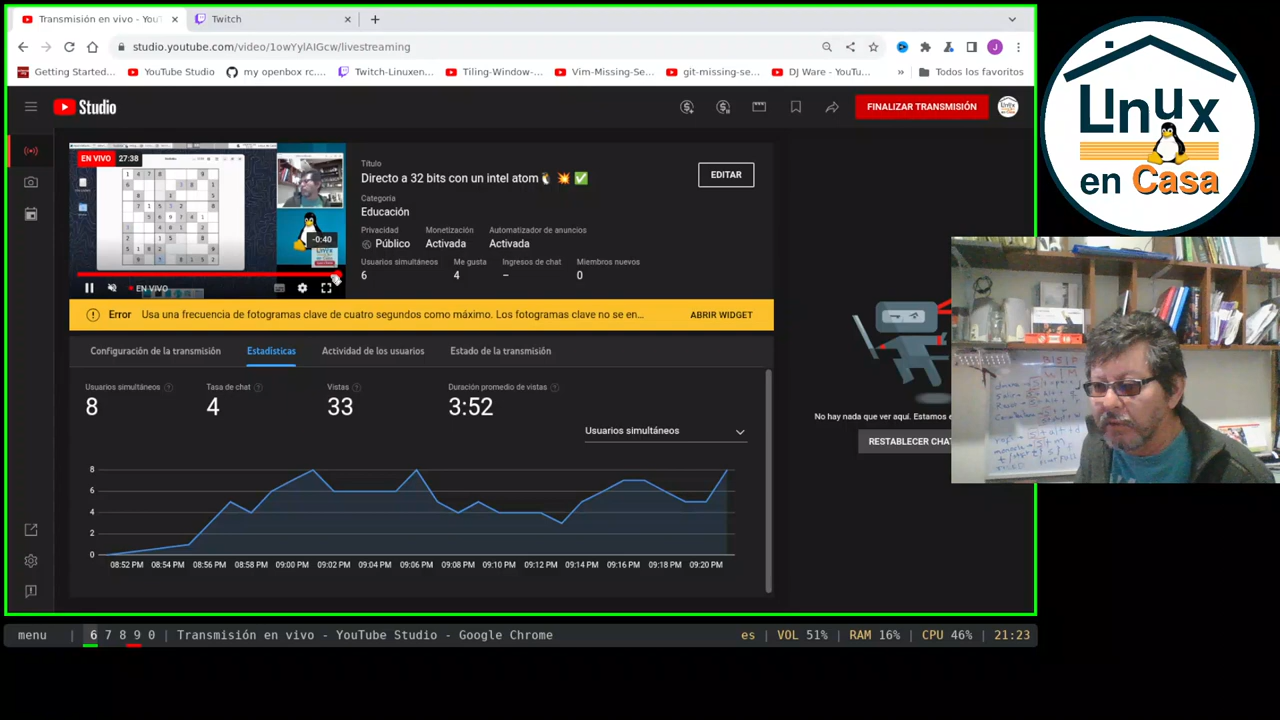 Transmisión en vivo - You
Twitch
studio.youtube.com/video/1owYylAIGcw/livestreaming
Getting Started...
YouTube Studio
my openbox rc....
Twitch-Linuxen...
Tiling-Window-...
Vim-Missing-Se...
git-missing-se...
DJ Ware - YouTu...
»
Todos los favoritos
J
Studio
FINALIZAR TRANSMISIÓN
EN VIVO 27:38
-0:40
EN VIVO
Título
Directo a 32 bits con un intel atom🐧 💥 ✅
EDITAR
Categoría
Educación
Privacidad Monetización Automatizador de anuncios
Público Activada Activada
Usuarios simultáneos Me gusta Ingresos de chat Miembros nuevos
6 4 – 0
Error Usa una frecuencia de fotogramas clave de cuatro segundos como máximo. Los fotogramas clave no se en...
ABRIR WIDGET
Configuración de la transmisión Estadísticas Actividad de los usuarios Estado de la transmisión
Usuarios simultáneos Tasa de chat Vistas Duración promedio de vistas
8 4 33 3:52
Usuarios simultáneos
8
6
4
2
0
08:52 PM 08:54 PM 08:56 PM 08:58 PM 09:00 PM 09:02 PM 09:04 PM 09:06 PM 09:08 PM 09:10 PM 09:12 PM 09:14 PM 09:16 PM 09:18 PM 09:20 PM
No hay nada que ver aquí. Estamos e
RESTABLECER CHA
Linux
en Casa
menu | 6 7 8 9 0 | Transmisión en vivo - YouTube Studio - Google Chrome
es | VOL 51% | RAM 16% | CPU 46% | 21:23